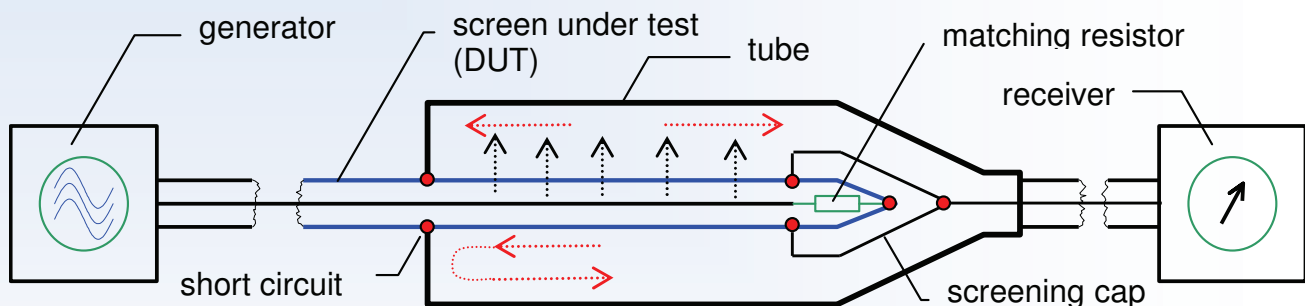 generator
screen under test
(DUT)
tube
matching resistor
receiver
short circuit
screening cap